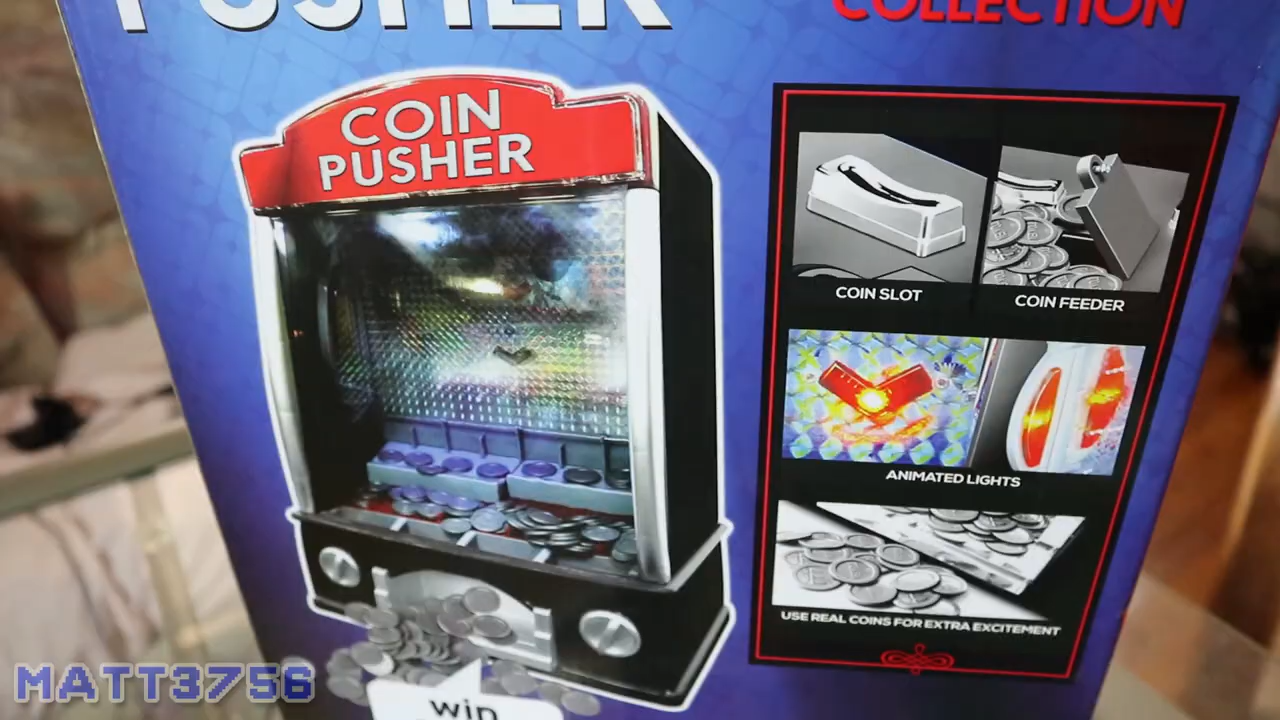 PUSHER
COLLECTION
COIN
PUSHER
COIN SLOT
COIN FEEDER
ANIMATED LIGHTS
USE REAL COINS FOR EXTRA EXCITEMENT
win
MATT3756